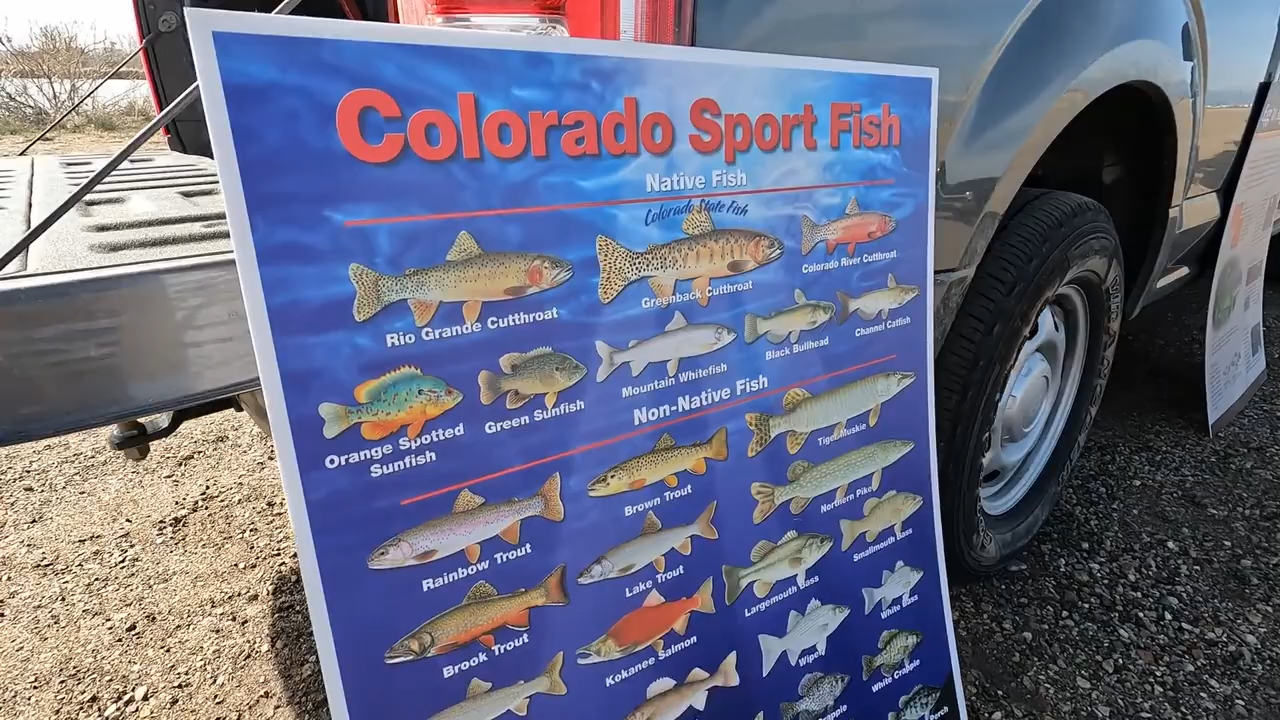 Colorado Sport Fish
Native Fish
Colorado State Fish
Rio Grande Cutthroat
Greenback Cutthroat
Colorado River Cutthroat
Orange Spotted
Sunfish
Green Sunfish
Mountain Whitefish
Black Bullhead
Channel Catfish
Non-Native Fish
Rainbow Trout
Brown Trout
Tiger Muskie
Northern Pike
Smallmouth Bass
Brook Trout
Lake Trout
Largemouth Bass
White Bass
Kokanee Salmon
Wiper
White Crappie
Crappie
Perch